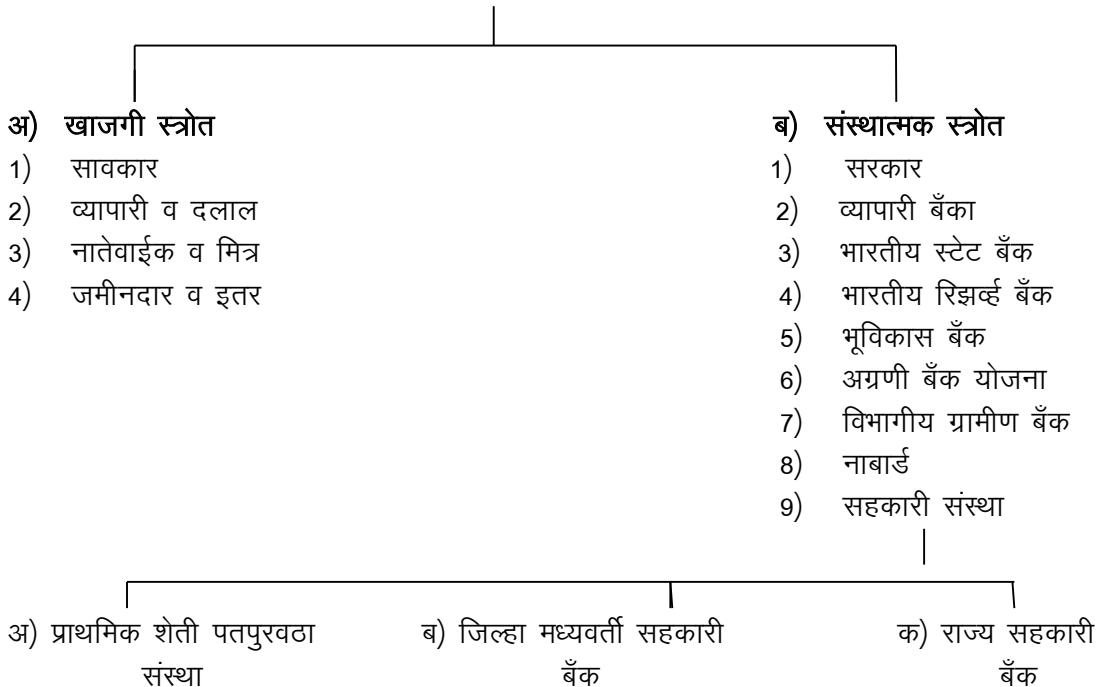 अ) खाजगी स्त्रोत
1) सावकार
2) व्यापारी व दलाल
3) नातेवाईक व मित्र
4) जमीनदार व इतर
ब) संस्थात्मक स्त्रोत
1) सरकार
2) व्यापारी बँका
3) भारतीय स्टेट बँक
4) भारतीय रिझर्व्ह बँक
5) भूविकास बँक
6) अग्रणी बँक योजना
7) विभागीय ग्रामीण बँक
8) नाबार्ड
9) सहकारी संस्था
अ) प्राथमिक शेती पतपुरवठा
संस्था
ब) जिल्हा मध्यवर्ती सहकारी
बँक
क) राज्य सहकारी
बँक